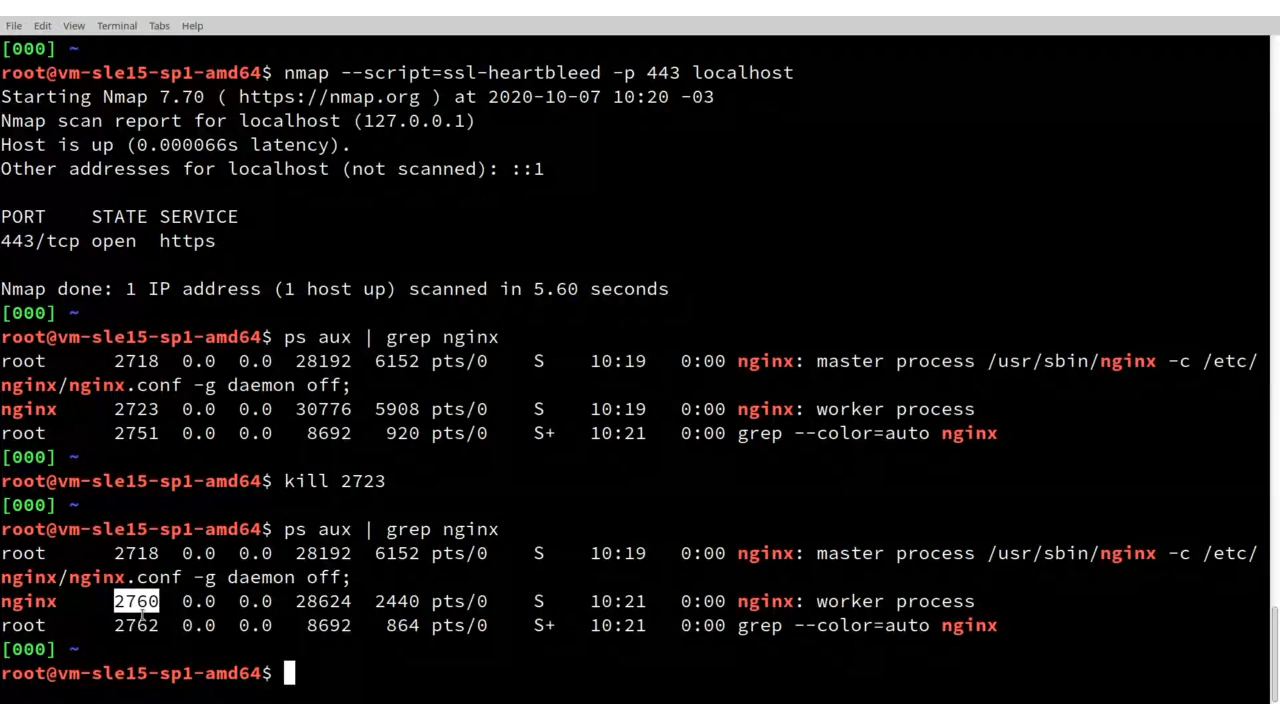 File Edit View Terminal Tabs Help
[000] ~
root@vm-sle15-sp1-amd64$ nmap --script=ssl-heartbleed -p 443 localhost
Starting Nmap 7.70 ( https://nmap.org ) at 2020-10-07 10:20 -03
Nmap scan report for localhost (127.0.0.1)
Host is up (0.000066s latency).
Other addresses for localhost (not scanned): ::1
PORT    STATE SERVICE
443/tcp open  https
Nmap done: 1 IP address (1 host up) scanned in 5.60 seconds
[000] ~
root@vm-sle15-sp1-amd64$ ps aux | grep nginx
root      2718  0.0  0.0  28192  6152 pts/0    S    10:19   0:00 nginx: master process /usr/sbin/nginx -c /etc/
nginx/nginx.conf -g daemon off;
nginx     2723  0.0  0.0  30776  5908 pts/0    S    10:19   0:00 nginx: worker process
root      2751  0.0  0.0   8692   920 pts/0    S+   10:21   0:00 grep --color=auto nginx
[000] ~
root@vm-sle15-sp1-amd64$ kill 2723
[000] ~
root@vm-sle15-sp1-amd64$ ps aux | grep nginx
root      2718  0.0  0.0  28192  6152 pts/0    S    10:19   0:00 nginx: master process /usr/sbin/nginx -c /etc/
nginx/nginx.conf -g daemon off;
nginx     2760  0.0  0.0  28624  2440 pts/0    S    10:21   0:00 nginx: worker process
root      2762  0.0  0.0   8692   864 pts/0    S+   10:21   0:00 grep --color=auto nginx
[000] ~
root@vm-sle15-sp1-amd64$